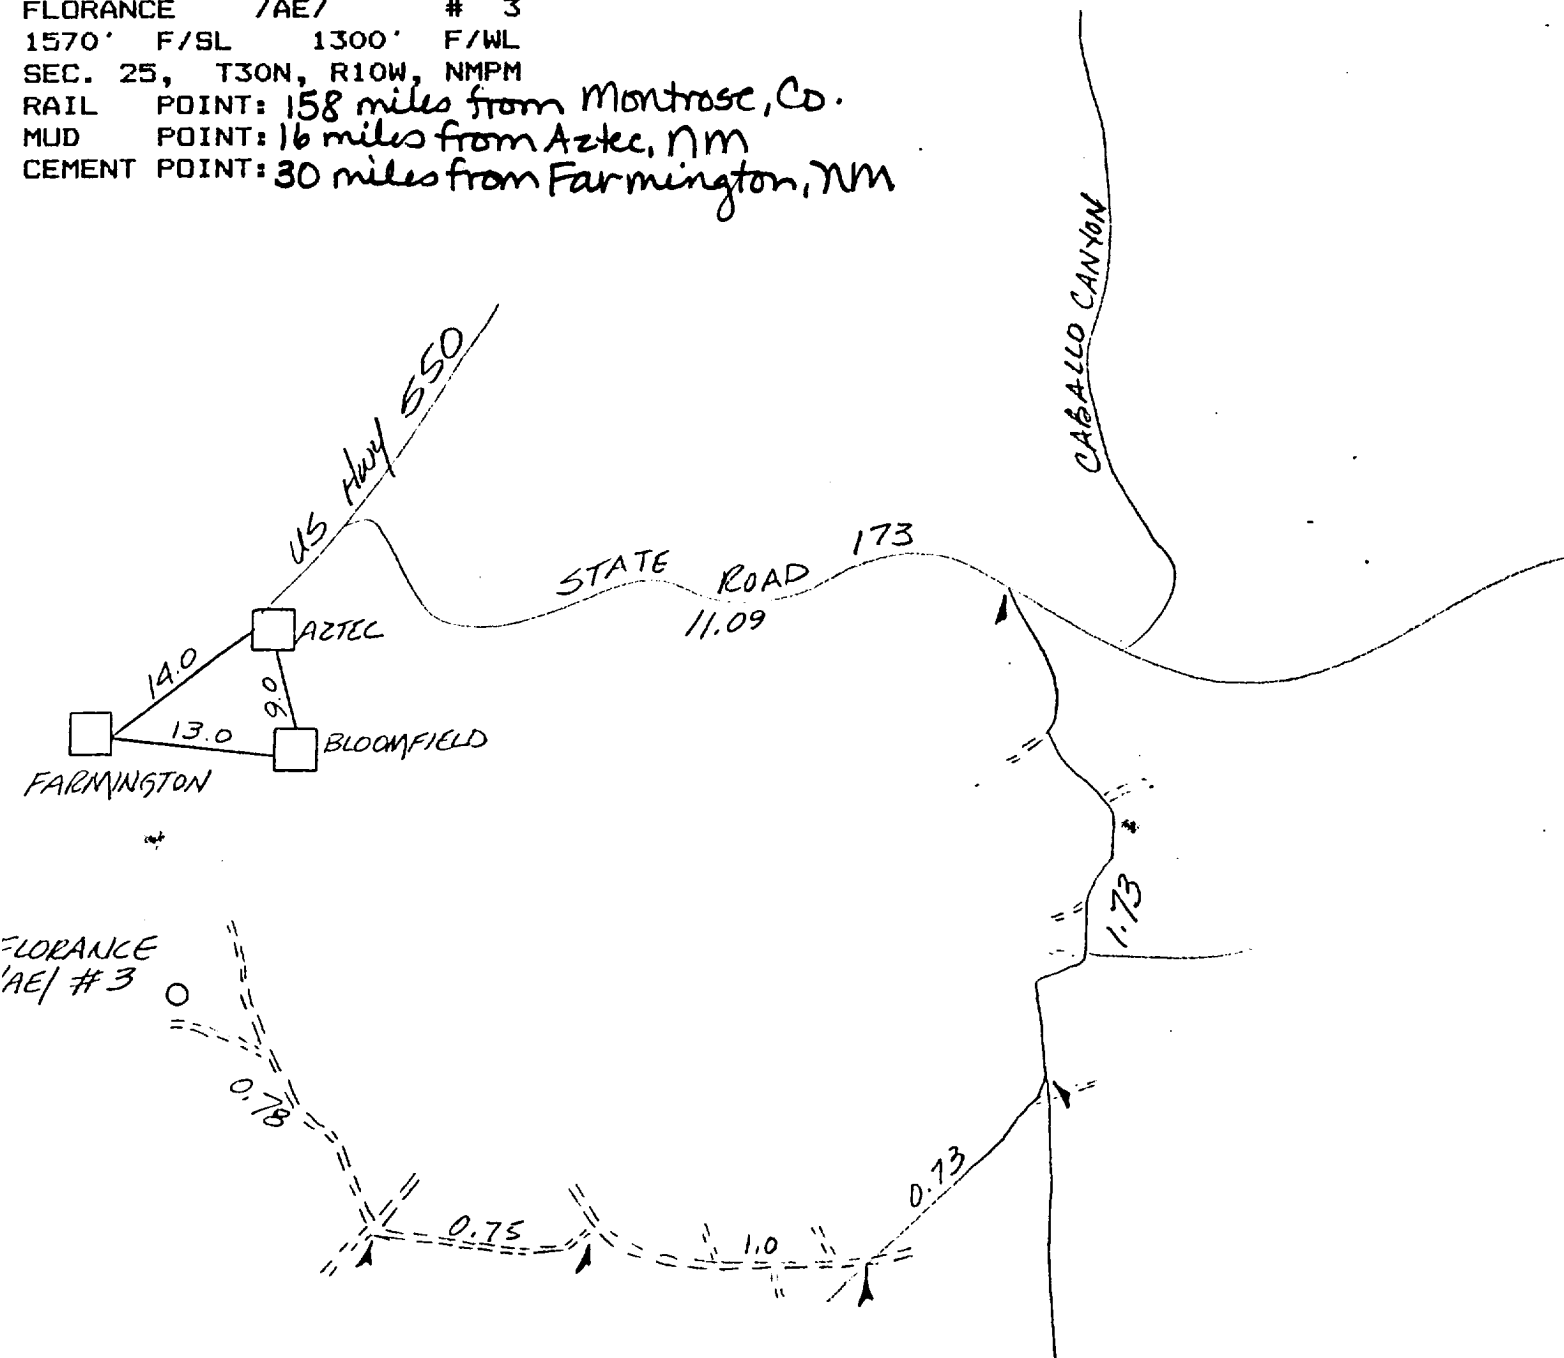 FLORANCE /AE/ # 3
1570' F/SL 1300' F/WL
SEC. 25, T30N, R10W, NMPM
RAIL POINT: 158 miles from Montrose, Co.
MUD POINT: 16 miles from Aztec, NM
CEMENT POINT: 30 miles from Farmington, NM
CABALLO CANYON
US Hwy 550
STATE ROAD 173
11.09
AZTEC
14.0
9.0
13.0
BLOOMFIELD
FARMINGTON
1.73
FLORANCE
/AE/ #3
0.78
0.73
0.75
1.0